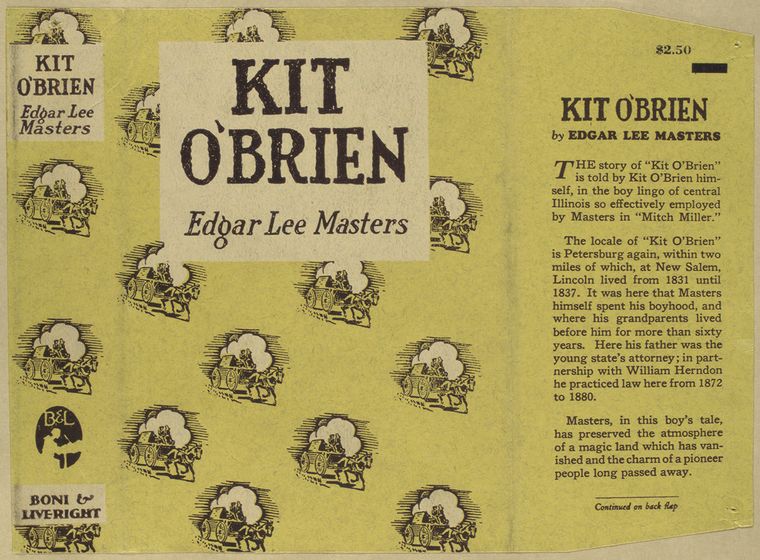 KIT
O'BRIEN
Edgar Lee
Masters
B&L
BONI &
LIVERIGHT
KIT
O'BRIEN
Edgar Lee Masters
$2.50
KIT O'BRIEN
by EDGAR LEE MASTERS
THE story of "Kit O'Brien"
is told by Kit O'Brien him-
self, in the boy lingo of central
Illinois so effectively employed
by Masters in "Mitch Miller."
The locale of "Kit O'Brien"
is Petersburg again, within two
miles of which, at New Salem,
Lincoln lived from 1831 until
1837. It was here that Masters
himself spent his boyhood, and
where his grandparents lived
before him for more than sixty
years. Here his father was the
young state's attorney; in part-
nership with William Herndon
he practiced law here from 1872
to 1880.
Masters, in this boy's tale,
has preserved the atmosphere
of a magic land which has van-
ished and the charm of a pioneer
people long passed away.
Continued on back flap